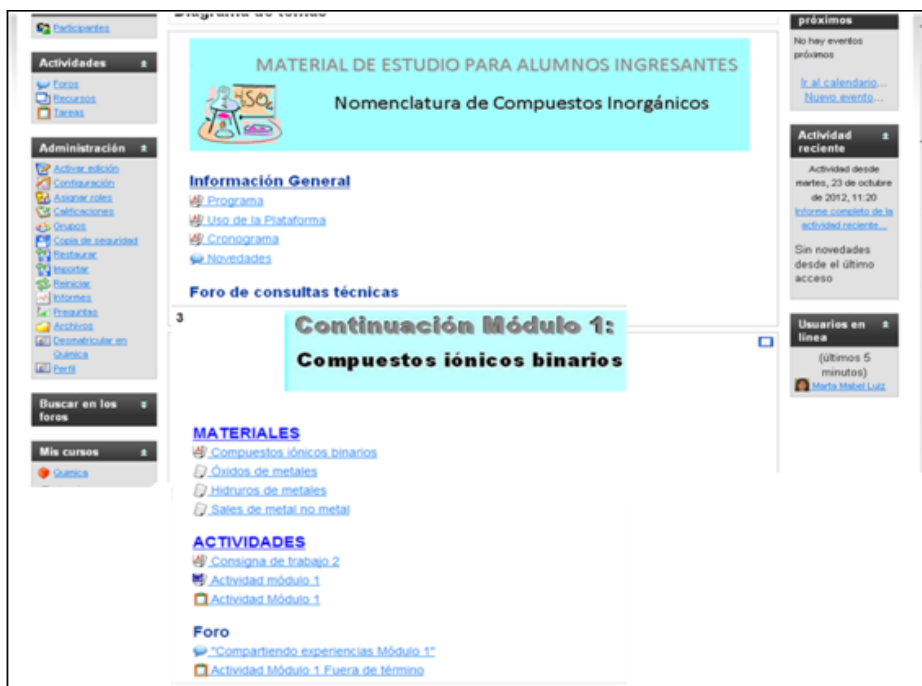 Participantes
Actividades
Foros
Recursos
Tareas
Administración
Activar edición
Configuración
Asignar roles
Calificaciones
Grupos
Copia de seguridad
Restaurar
Importar
Reiniciar
Informes
Preguntas
Archivos
Desmatricular en
Quimica
Perfil
Buscar en los
foros
Mis cursos
Quimica
Diagrama de temas
MATERIAL DE ESTUDIO PARA ALUMNOS INGRESANTES
Nomenclatura de Compuestos Inorgánicos
Información General
Programa
Uso de la Plataforma
Cronograma
Novedades
Foro de consultas técnicas
3
Continuación Módulo 1:
Compuestos iónicos binarios
MATERIALES
Compuestos iónicos binarios
Óxidos de metales
Hidruros de metales
Sales de metal no metal
ACTIVIDADES
Consigna de trabajo 2
Actividad módulo 1
Actividad Módulo 1
Foro
"Compartiendo experiencias Módulo 1"
Actividad Módulo 1.Fuera de término
próximos
No hay eventos
próximos
Ir al calendario...
Nuevo evento...
Actividad
reciente
Actividad desde
martes, 23 de octubre
de 2012, 11:20
Informe completo de la
actividad reciente...
Sin novedades
desde el último
acceso
Usuarios en
línea
(últimos 5
minutos)
Marta Mabel Luiz